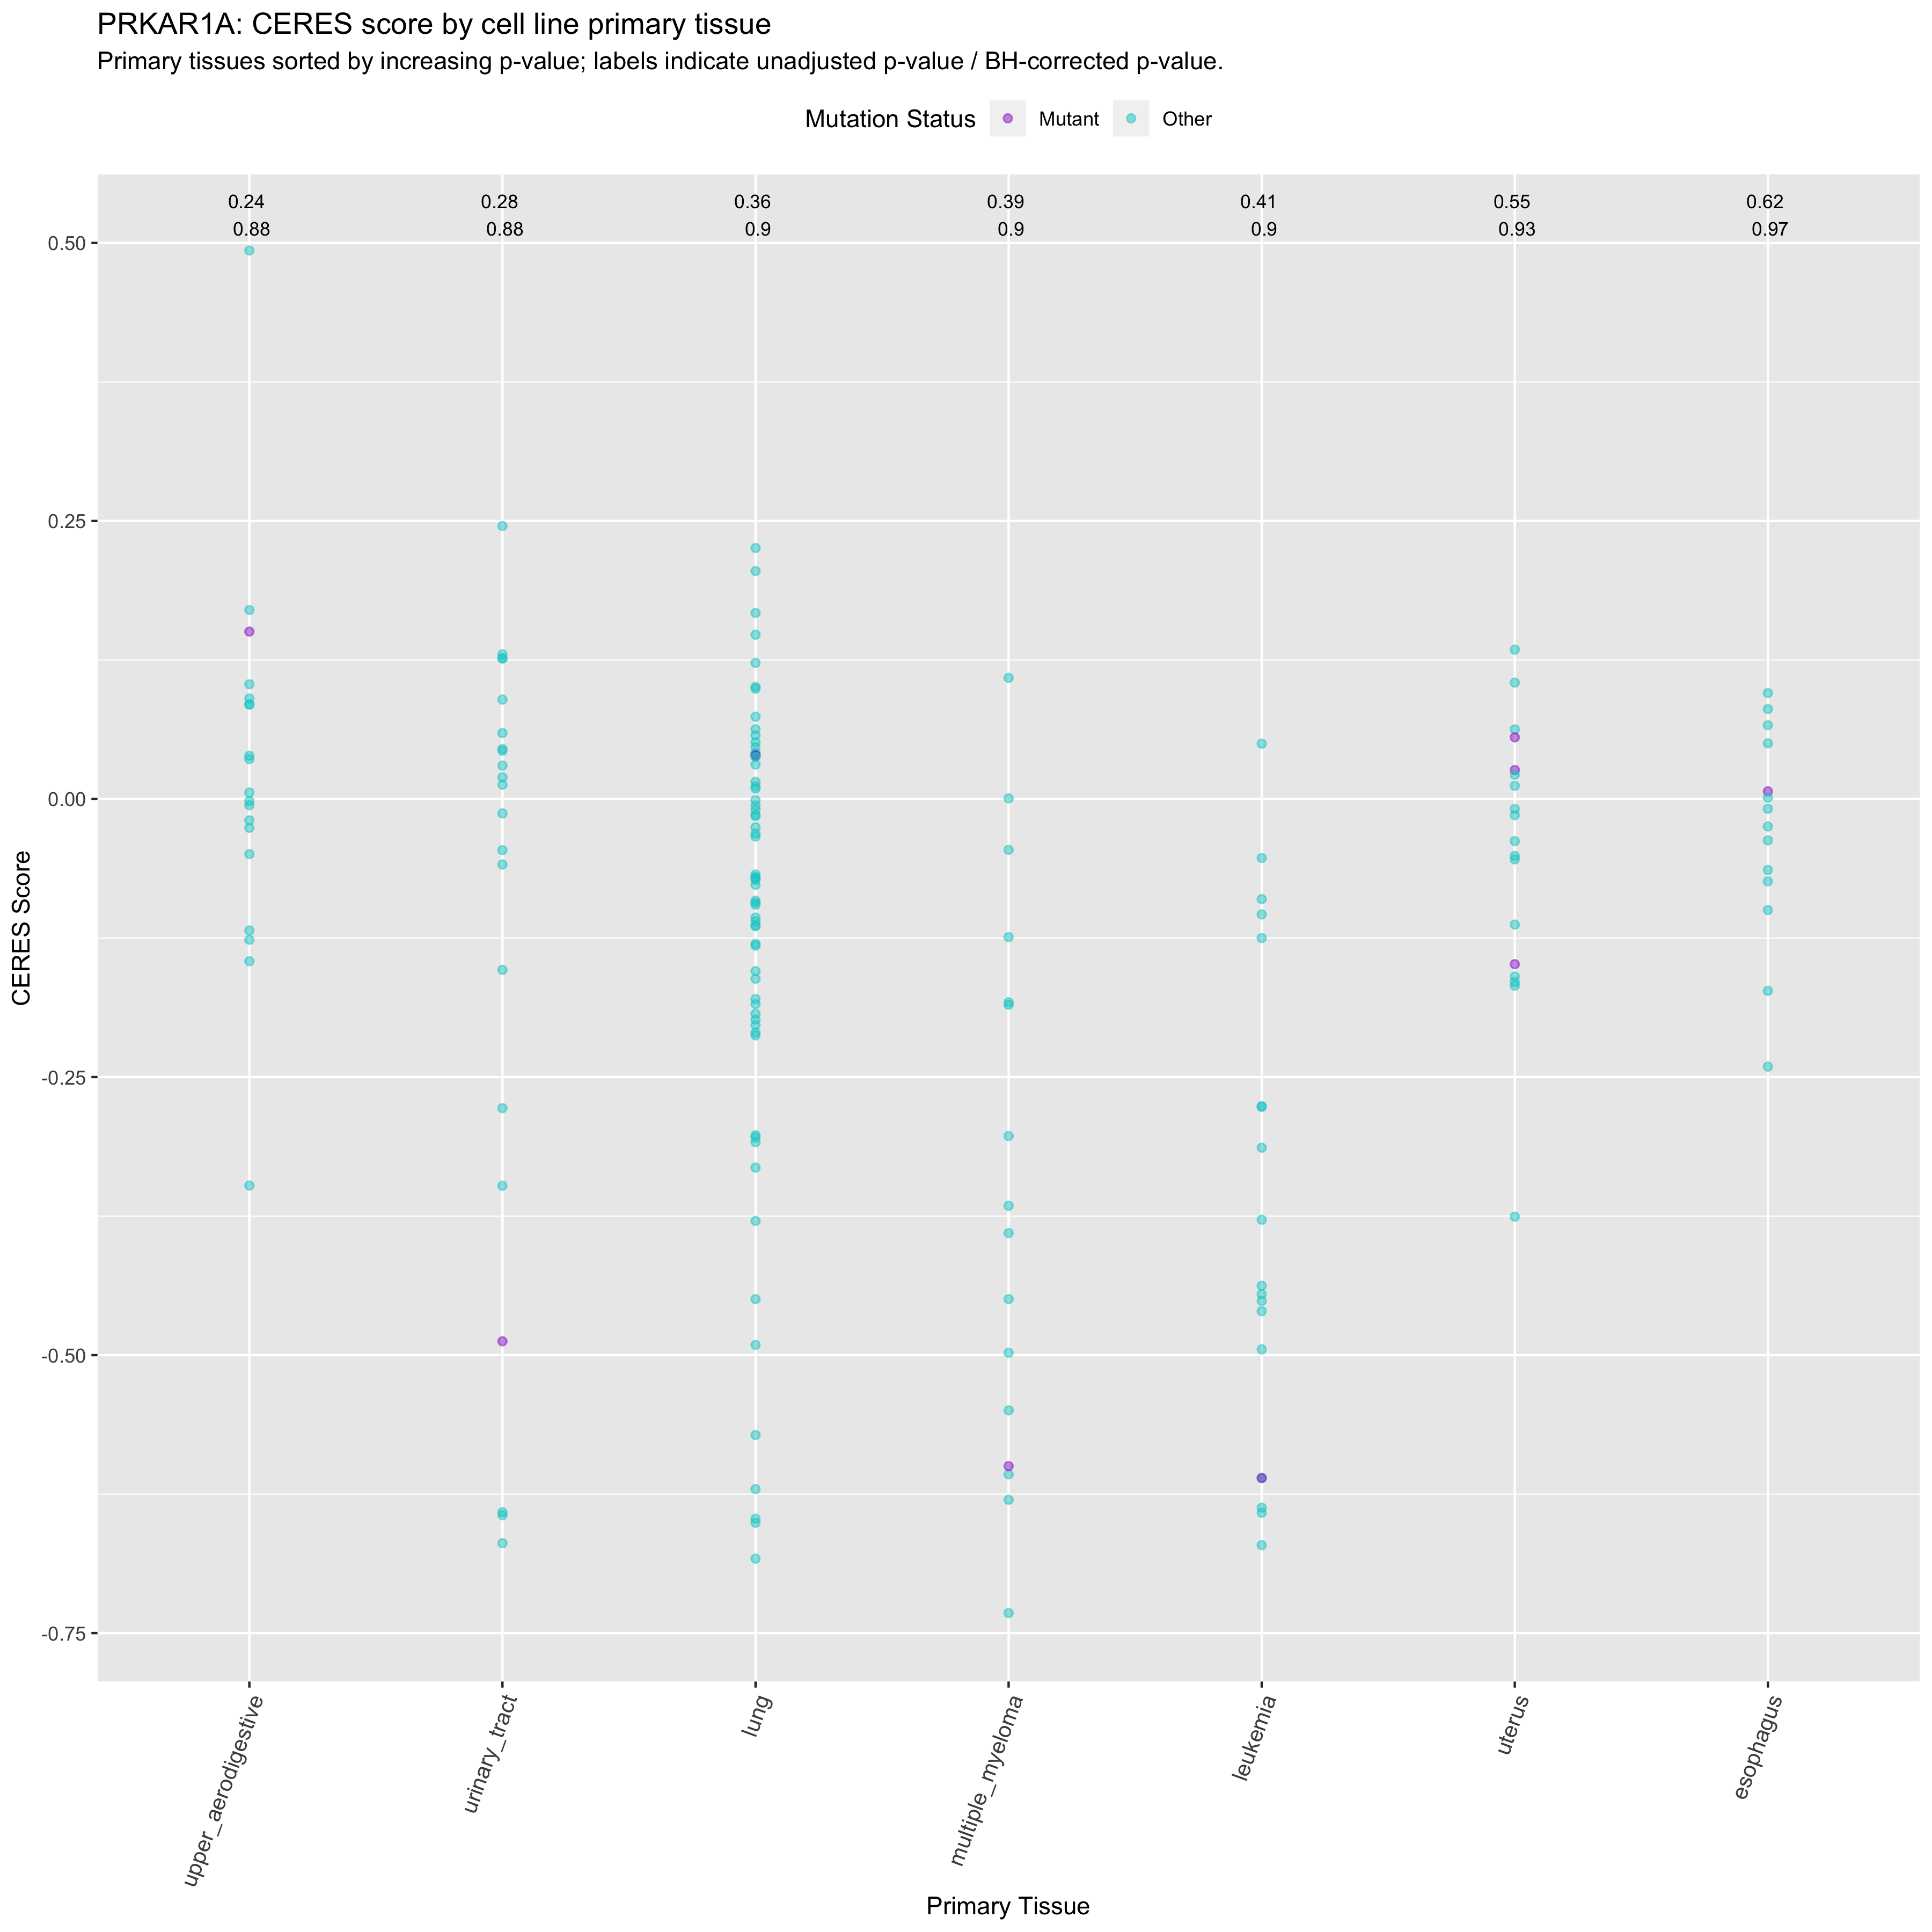 PRKAR1A: CERES score by cell line primary tissue
Primary tissues sorted by increasing p-value; labels indicate unadjusted p-value / BH-corrected p-value.
Mutation Status Mutant Other
0.24 0.28 0.36 0.39 0.41 0.55 0.62
0.88 0.88 0.9 0.9 0.9 0.93 0.97
0.50
0.25
0.00
-0.25
-0.50
-0.75
CERES Score
upper_aerodigestive
urinary_tract
lung
multiple_myeloma
leukemia
uterus
esophagus
Primary Tissue